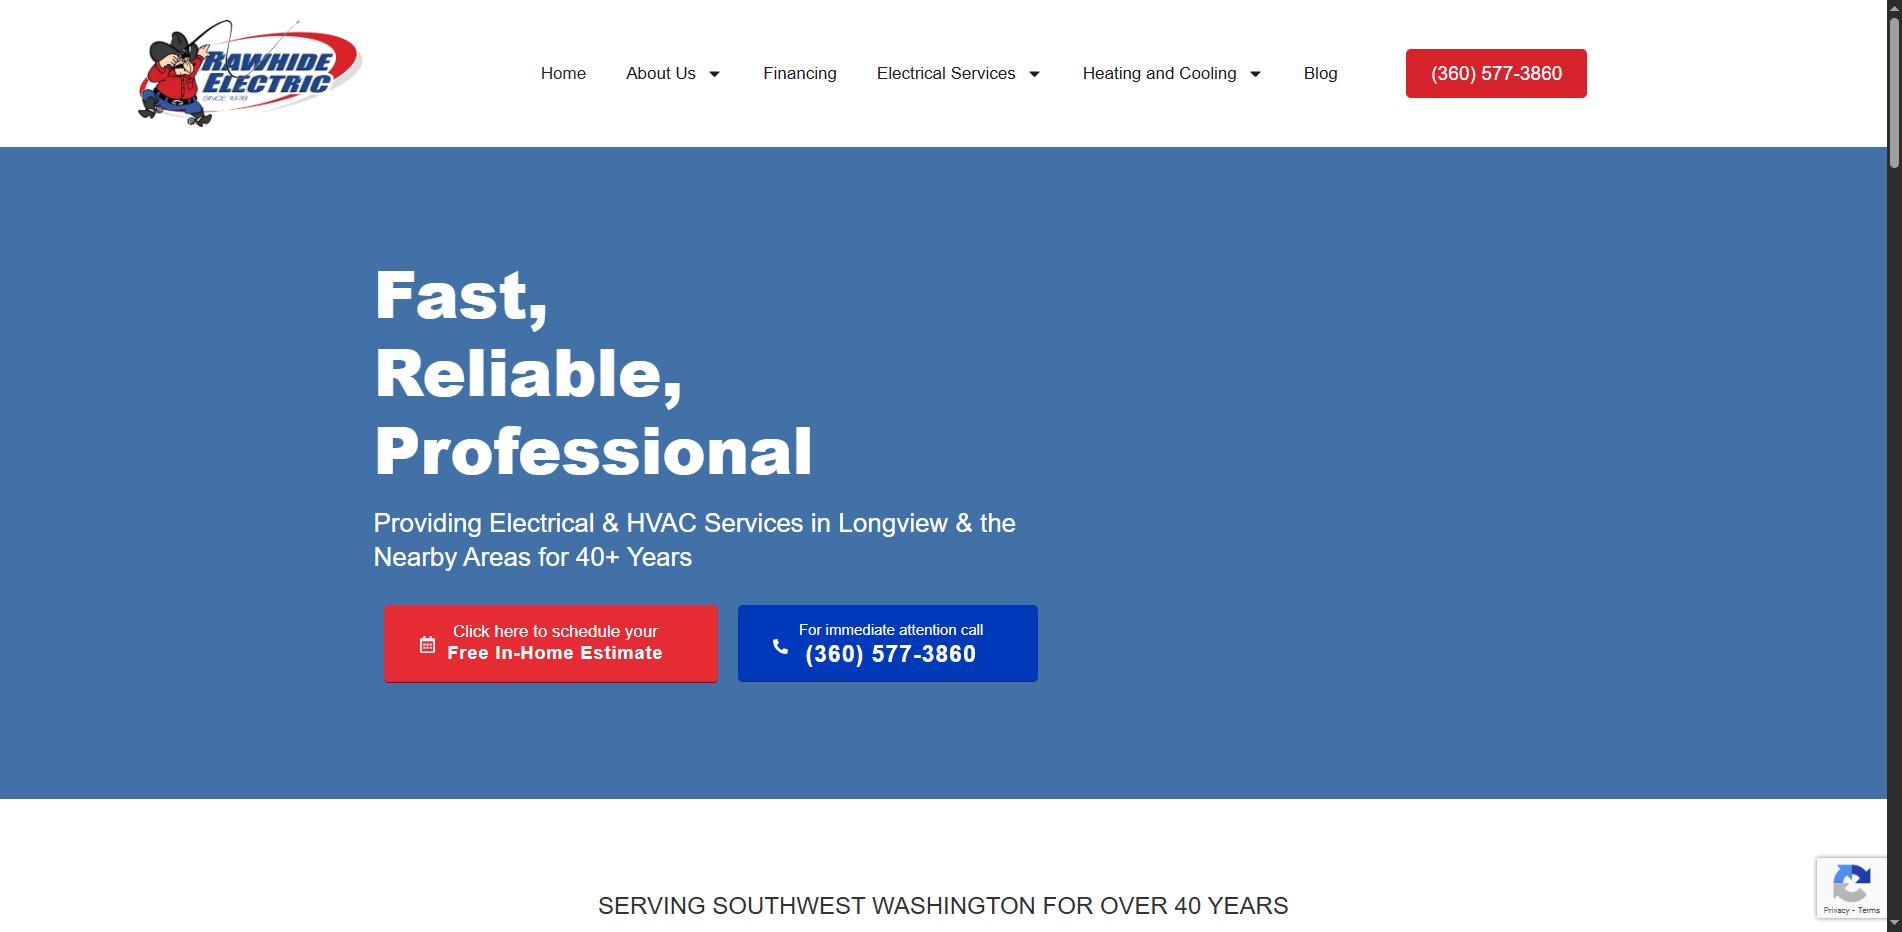 RAWHIDE
ELECTRIC
SINCE 1978
Home
About Us
Financing
Electrical Services
Heating and Cooling
Blog
(360) 577-3860
Fast,
Reliable,
Professional
Providing Electrical & HVAC Services in Longview & the
Nearby Areas for 40+ Years
Click here to schedule your
Free In-Home Estimate
For immediate attention call
(360) 577-3860
SERVING SOUTHWEST WASHINGTON FOR OVER 40 YEARS
Privacy - Terms